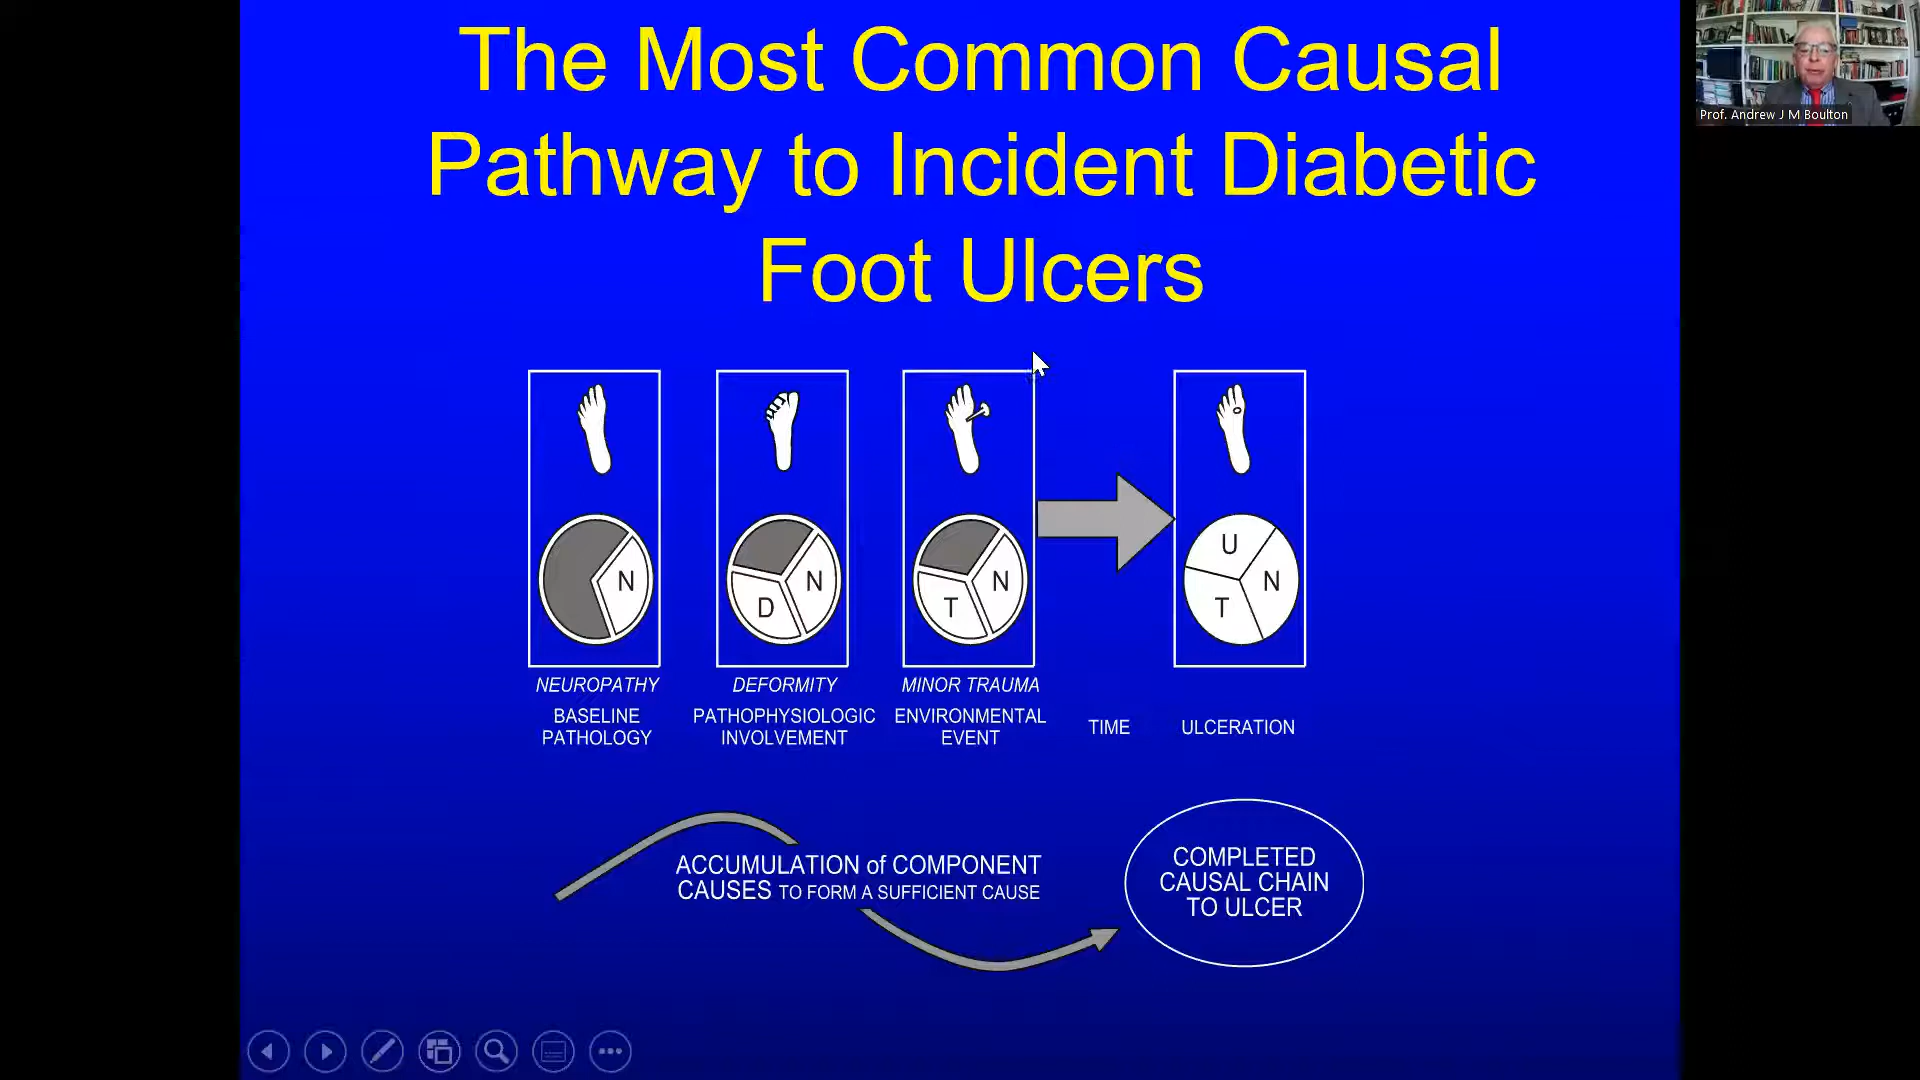 The Most Common Causal
Pathway to Incident Diabetic
Foot Ulcers
Prof. Andrew J M Boulton
N
D
N
T
N
U
T
N
NEUROPATHY
BASELINE
PATHOLOGY
DEFORMITY
PATHOPHYSIOLOGIC
INVOLVEMENT
MINOR TRAUMA
ENVIRONMENTAL
EVENT
TIME
ULCERATION
ACCUMULATION of COMPONENT
CAUSES TO FORM A SUFFICIENT CAUSE
COMPLETED
CAUSAL CHAIN
TO ULCER